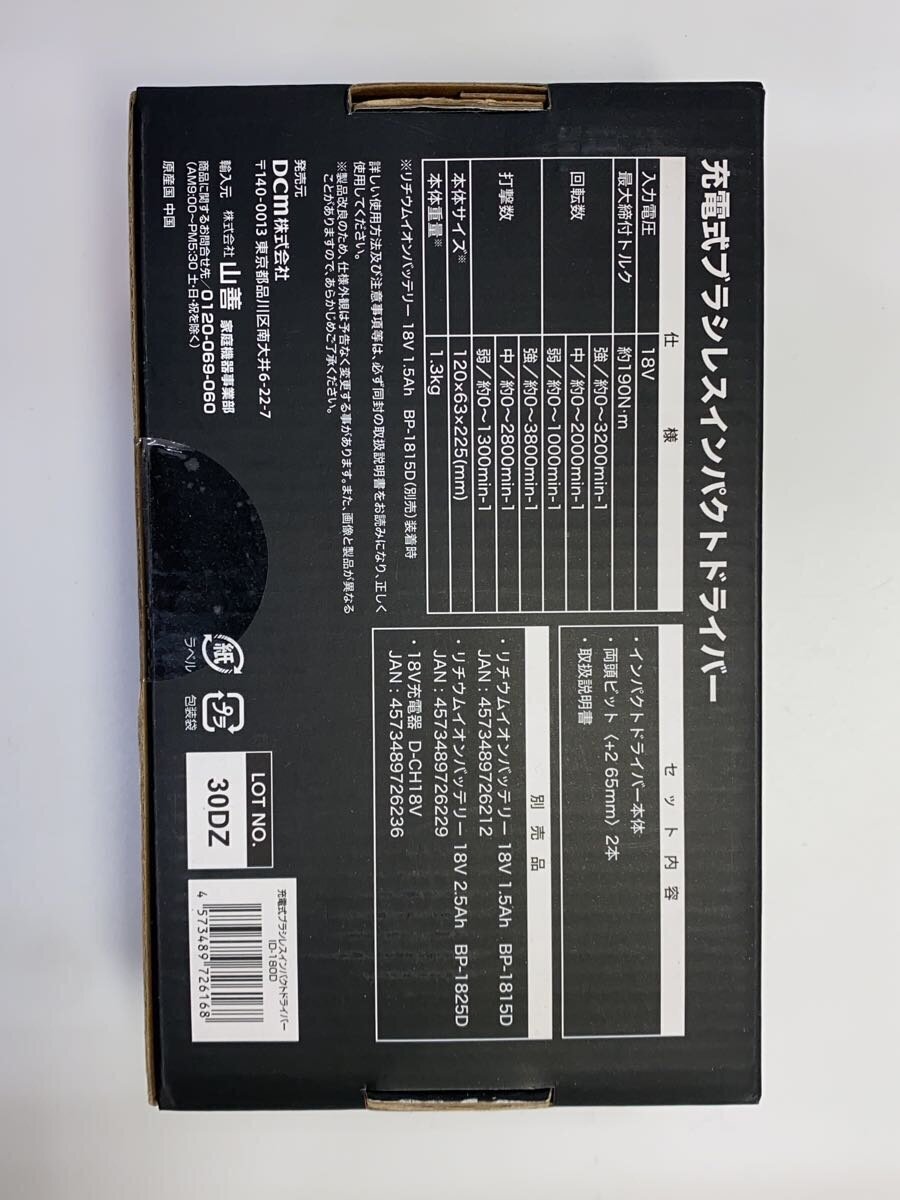 充電式ブラシレスインパクトドライバー
仕様
入力電圧 18V
最大締付トルク 約190N·m
回転数 強/約0~3200min-1
中/約0~2000min-1
弱/約0~1000min-1
打撃数 強/約0~3800min-1
中/約0~2800min-1
弱/約0~1300min-1
本体サイズ※ 120×63×225(mm)
本体重量※ 1.3kg
※リチウムイオンバッテリー 18V 1.5Ah BP-1815D(別売)装着時
詳しい使用方法及び注意事項等は、必ず同封の取扱説明書をお読みになり、正しく
使用してください。
※製品改良のため、仕様外観は予告なく変更する事があります。また、画像と製品が異なる
ことがありますので、あらかじめご了承ください。
発売元
DCM株式会社
〒140-0013 東京都品川区南大井6-22-7
輸入元 株式会社 山善 家庭機器事業部
商品に関するお問合せ先/0120-069-060
(AM9:00~PM5:30 土・日・祝を除く)
原産国 中国
セット内容
・インパクトドライバー本体
・両頭ビット〈+2 65mm〉2本
・取扱説明書
別売品
・リチウムイオンバッテリー 18V 1.5Ah BP-1815D
JAN:4573489726212
・リチウムイオンバッテリー 18V 2.5Ah BP-1825D
JAN:4573489726229
・18V充電器 D-CH18V
JAN:4573489726236
紙
ラベル
プラ
包装袋
LOT NO.
30DZ
充電式ブラシレスインパクトドライバー
ID-180D
4 573489 726168